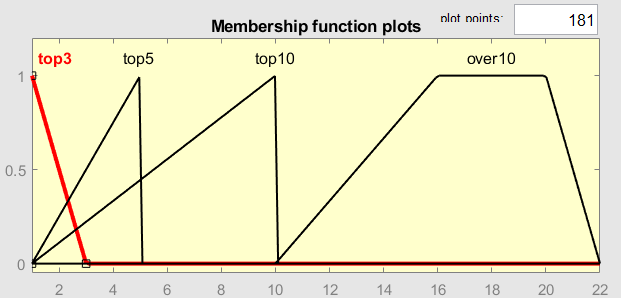 Membership function plots
plot points:
181
top3 top5 top10 over10
1
0.5
0
2 4 6 8 10 12 14 16 18 20 22